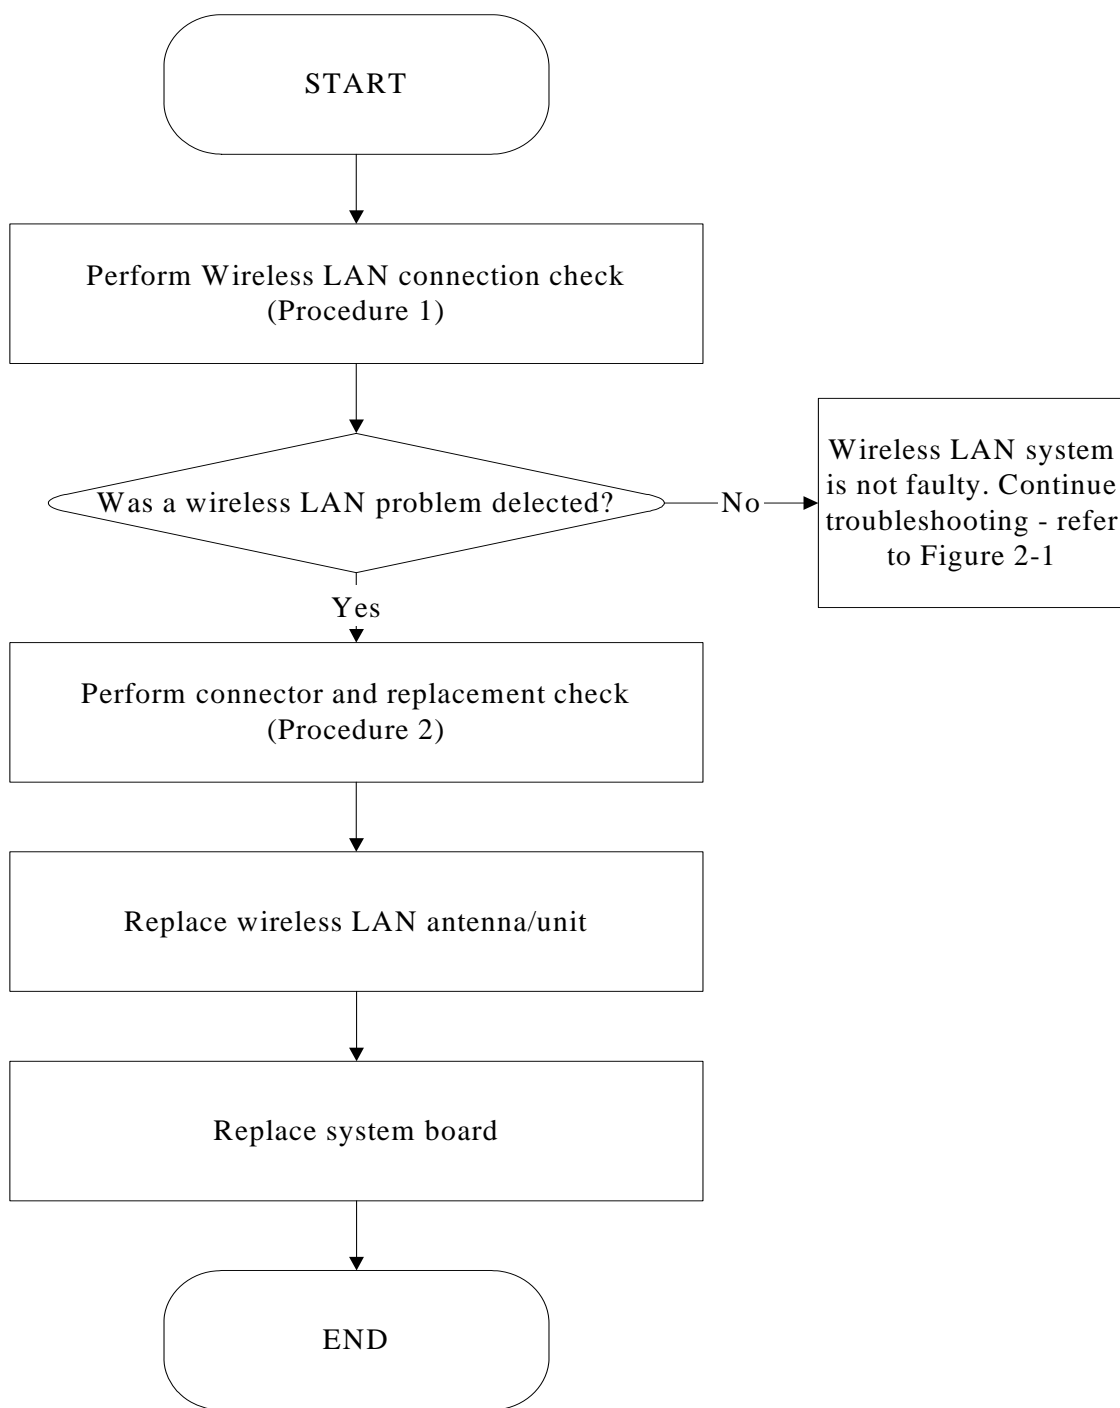 START
Perform Wireless LAN connection check
(Procedure 1)
Was a wireless LAN problem delected?
No
Wireless LAN system
is not faulty. Continue
troubleshooting - refer
to Figure 2-1
Yes
Perform connector and replacement check
(Procedure 2)
Replace wireless LAN antenna/unit
Replace system board
END